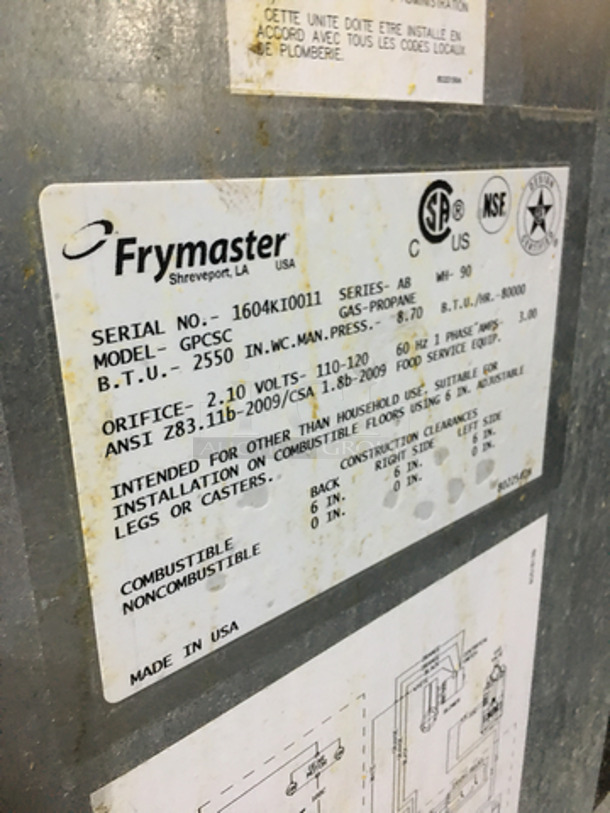 CETTE UNITE DOITE ETRE INSTALLE EN
ACCORD AVEC TOUS LES CODES LOCAUX
DE PLOMBERIE.
Frymaster
Shreveport, LA USA
C US
NSF
SERIAL NO.- 1604KI0011 SERIES- AB WH- 90
MODEL- GPCSC GAS-PROPANE
B.T.U.- 2550 IN.WC.MAN.PRESS.- 8.70 B.T.U./HR.-80000
ORIFICE- 2.10 VOLTS- 110-120 60 HZ 1 PHASE AMPS- 3.00
ANSI Z83.11b-2009/CSA 1.8b-2009 FOOD SERVICE EQUIP.
INTENDED FOR OTHER THAN HOUSEHOLD USE, SUITABLE FOR
INSTALLATION ON COMBUSTIBLE FLOORS USING 6 IN. ADJUSTABLE
LEGS OR CASTERS.
CONSTRUCTION CLEARANCES
BACK RIGHT SIDE LEFT SIDE
COMBUSTIBLE 6 IN. 6 IN. 6 IN.
NONCOMBUSTIBLE 0 IN. 0 IN. 0 IN.
MADE IN USA